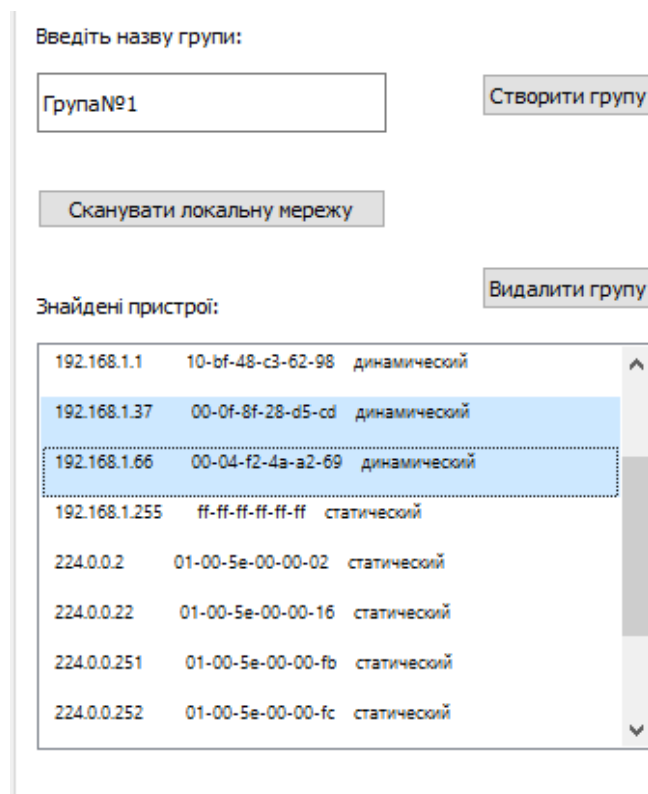 Введіть назву групи:
Група№1
Створити групу
Сканувати локальну мережу
Видалити групу
Знайдені пристрої:
192.168.1.1 10-bf-48-c3-62-98 динамический
192.168.1.37 00-0f-8f-28-d5-cd динамический
192.168.1.66 00-04-f2-4a-a2-69 динамический
192.168.1.255 ff-ff-ff-ff-ff-ff статический
224.0.0.2 01-00-5e-00-00-02 статический
224.0.0.22 01-00-5e-00-00-16 статический
224.0.0.251 01-00-5e-00-00-fb статический
224.0.0.252 01-00-5e-00-00-fc статический